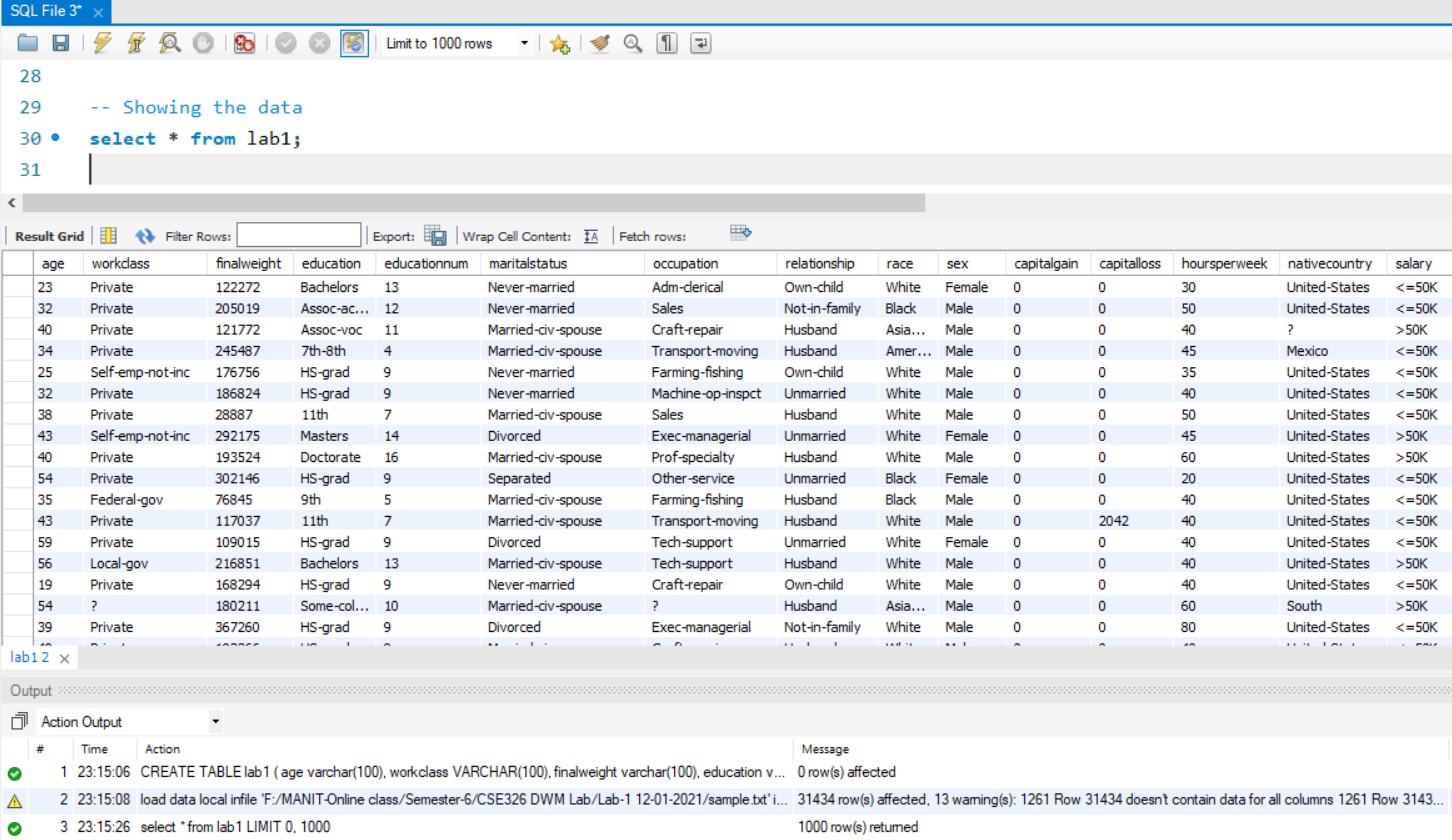 SQL File 3*
Limit to 1000 rows
28
29 -- Showing the data
30 select * from lab1;
31
Result Grid Filter Rows: Export: Wrap Cell Content: Fetch rows:
age workclass finalweight education educationnum maritalstatus occupation relationship race sex capitalgain capitalloss hoursperweek nativecountry salary
23 Private 122272 Bachelors 13 Never-married Adm-clerical Own-child White Female 0 0 30 United-States <=50K
32 Private 205019 Assoc-ac... 12 Never-married Sales Not-in-family Black Male 0 0 50 United-States <=50K
40 Private 121772 Assoc-voc 11 Married-civ-spouse Craft-repair Husband Asia... Male 0 0 40 ? >50K
34 Private 245487 7th-8th 4 Married-civ-spouse Transport-moving Husband Amer... Male 0 0 45 Mexico <=50K
25 Self-emp-not-inc 176756 HS-grad 9 Never-married Farming-fishing Own-child White Male 0 0 35 United-States <=50K
32 Private 186824 HS-grad 9 Never-married Machine-op-inspct Unmarried White Male 0 0 40 United-States <=50K
38 Private 28887 11th 7 Married-civ-spouse Sales Husband White Male 0 0 50 United-States <=50K
43 Self-emp-not-inc 292175 Masters 14 Divorced Exec-managerial Unmarried White Female 0 0 45 United-States >50K
40 Private 193524 Doctorate 16 Married-civ-spouse Prof-specialty Husband White Male 0 0 60 United-States >50K
54 Private 302146 HS-grad 9 Separated Other-service Unmarried Black Female 0 0 20 United-States <=50K
35 Federal-gov 76845 9th 5 Married-civ-spouse Farming-fishing Husband Black Male 0 0 40 United-States <=50K
43 Private 117037 11th 7 Married-civ-spouse Transport-moving Husband White Male 0 2042 40 United-States <=50K
59 Private 109015 HS-grad 9 Divorced Tech-support Unmarried White Female 0 0 40 United-States <=50K
56 Local-gov 216851 Bachelors 13 Married-civ-spouse Tech-support Husband White Male 0 0 40 United-States >50K
19 Private 168294 HS-grad 9 Never-married Craft-repair Own-child White Male 0 0 40 United-States <=50K
54 ? 180211 Some-col... 10 Married-civ-spouse ? Husband Asia... Male 0 0 60 South >50K
39 Private 367260 HS-grad 9 Divorced Exec-managerial Not-in-family White Male 0 0 80 United-States <=50K
lab1 2
Output
Action Output
# Time Action Message
1 23:15:06 CREATE TABLE lab1 ( age varchar(100), workclass VARCHAR(100), finalweight varchar(100), education v... 0 row(s) affected
2 23:15:08 load data local infile 'F:/MANIT-Online class/Semester-6/CSE326 DWM Lab/Lab-1 12-01-2021/sample.txt' i... 31434 row(s) affected, 13 warning(s): 1261 Row 31434 doesn't contain data for all columns 1261 Row 3143...
3 23:15:26 select * from lab1 LIMIT 0, 1000 1000 row(s) returned